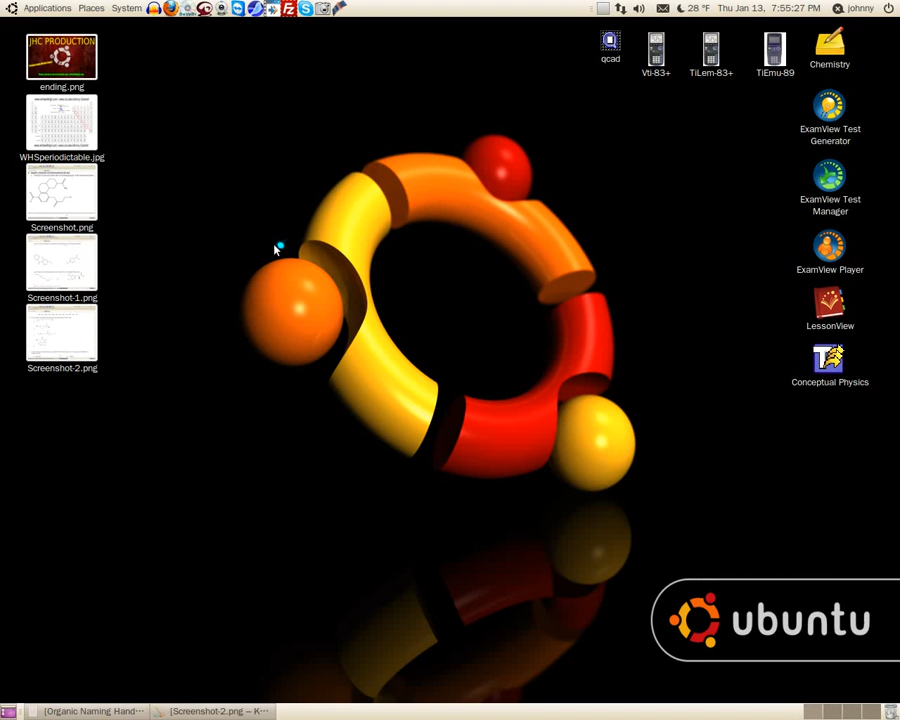 Applications Places System
28 °F Thu Jan 13, 7:55:27 PM johnny
JHC PRODUCTION
ending.png
WHSperiodictable.jpg
Screenshot.png
Screenshot-1.png
Screenshot-2.png
qcad
Vti-83+
TiLem-83+
TiEmu-89
Chemistry
ExamView Test
Generator
ExamView Test
Manager
ExamView Player
LessonView
Conceptual Physics
ubuntu
[Organic Naming Hand···
[Screenshot-2.png – K···